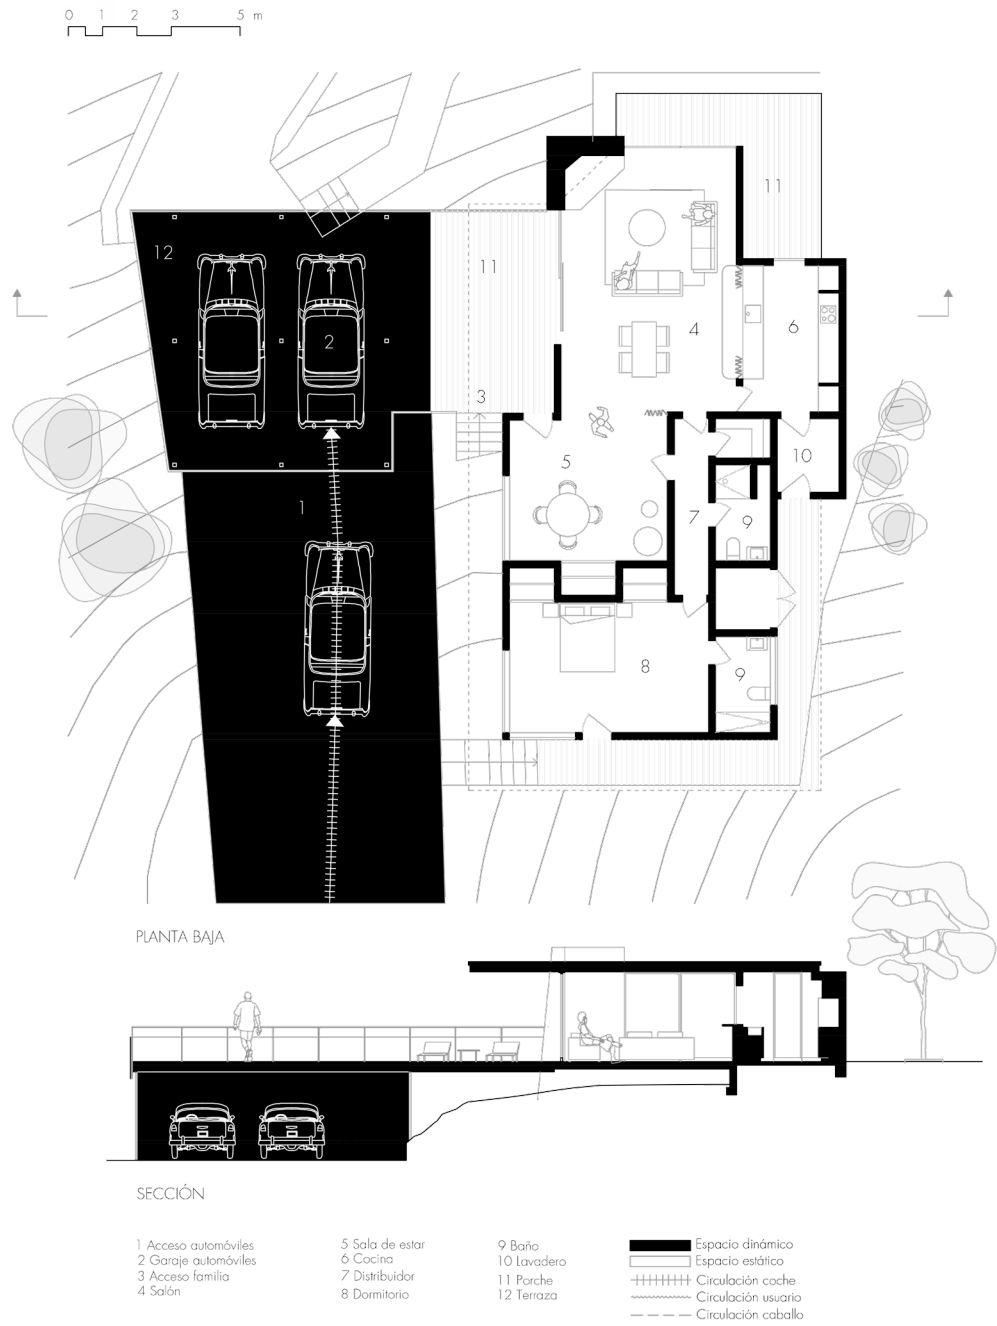 0 1 2 3 5 m
11
12
11
2
4
6
3
5
10
1
7
9
8
9
PLANTA BAJA
SECCIÓN
1 Acceso automóviles
2 Garaje automóviles
3 Acceso familia
4 Salón
5 Sala de estar
6 Cocina
7 Distribuidor
8 Dormitorio
9 Baño
10 Lavadero
11 Porche
12 Terraza
Espacio dinámico
Espacio estático
Circulación coche
Circulación usuario
Circulación caballo